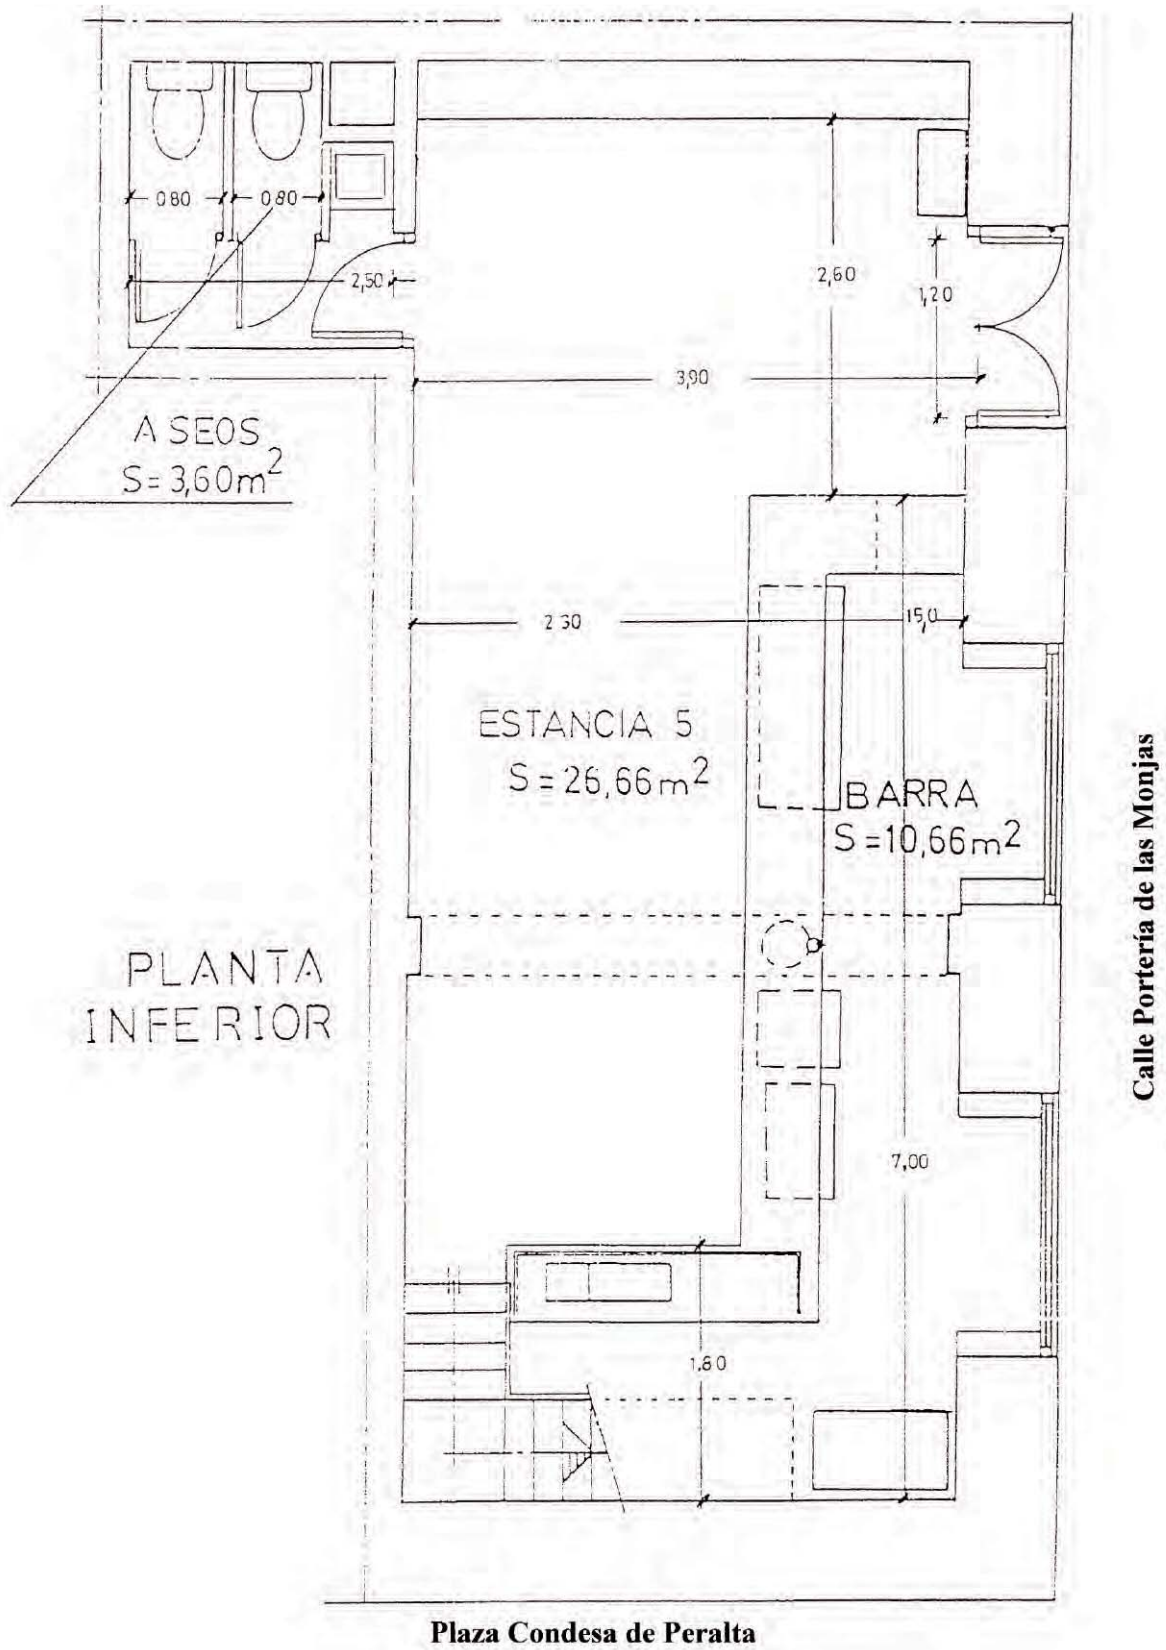 0.80
0.80
2,50
2,60
1,20
3,90
ASEOS
S=3,60m²
2.30
15,0
ESTANCIA 5
S=26,66m²
BARRA
S=10,66m²
PLANTA
INFERIOR
7,00
1.80
Calle Portería de las Monjas
Plaza Condesa de Peralta